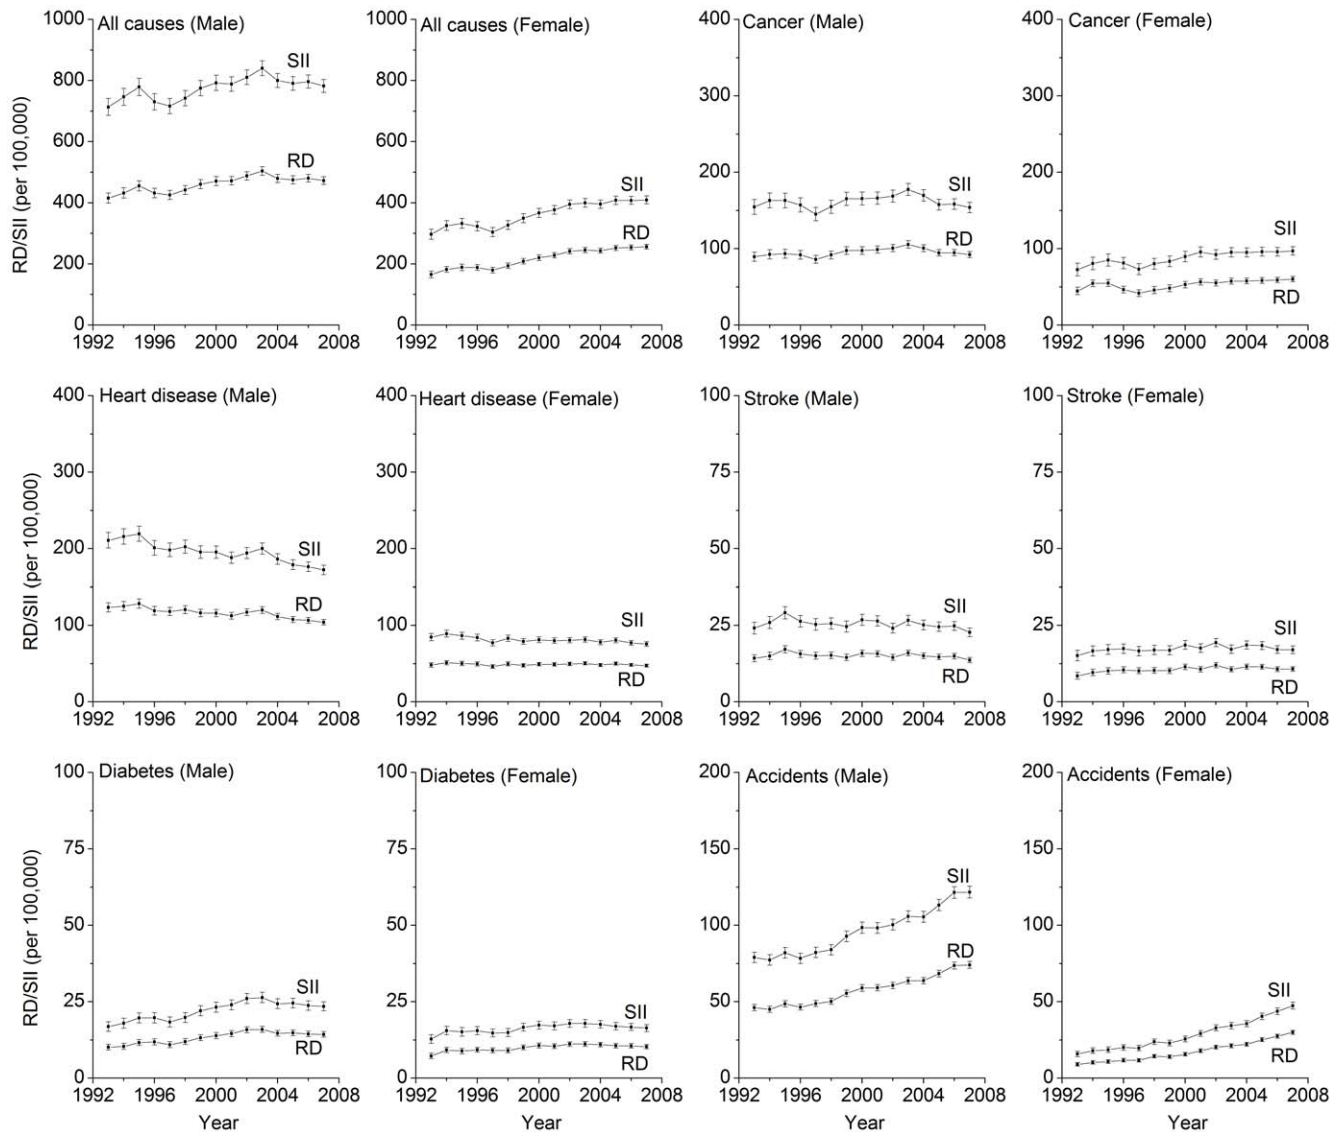 All causes (Male)
1000
800
600
400
200
0
1992 1996 2000 2004 2008
SII
RD
RD/SII (per 100,000)
All causes (Female)
1000
800
600
400
200
0
1992 1996 2000 2004 2008
SII
RD
Cancer (Male)
400
300
200
100
0
1992 1996 2000 2004 2008
SII
RD
Cancer (Female)
400
300
200
100
0
1992 1996 2000 2004 2008
SII
RD
Heart disease (Male)
400
300
200
100
0
1992 1996 2000 2004 2008
SII
RD
RD/SII (per 100,000)
Heart disease (Female)
400
300
200
100
0
1992 1996 2000 2004 2008
SII
RD
Stroke (Male)
100
75
50
25
0
1992 1996 2000 2004 2008
SII
RD
Stroke (Female)
100
75
50
25
0
1992 1996 2000 2004 2008
SII
RD
Diabetes (Male)
100
75
50
25
0
1992 1996 2000 2004 2008
SII
RD
RD/SII (per 100,000)
Year
Diabetes (Female)
100
75
50
25
0
1992 1996 2000 2004 2008
SII
RD
Year
Accidents (Male)
200
150
100
50
0
1992 1996 2000 2004 2008
SII
RD
Year
Accidents (Female)
200
150
100
50
0
1992 1996 2000 2004 2008
SII
RD
Year